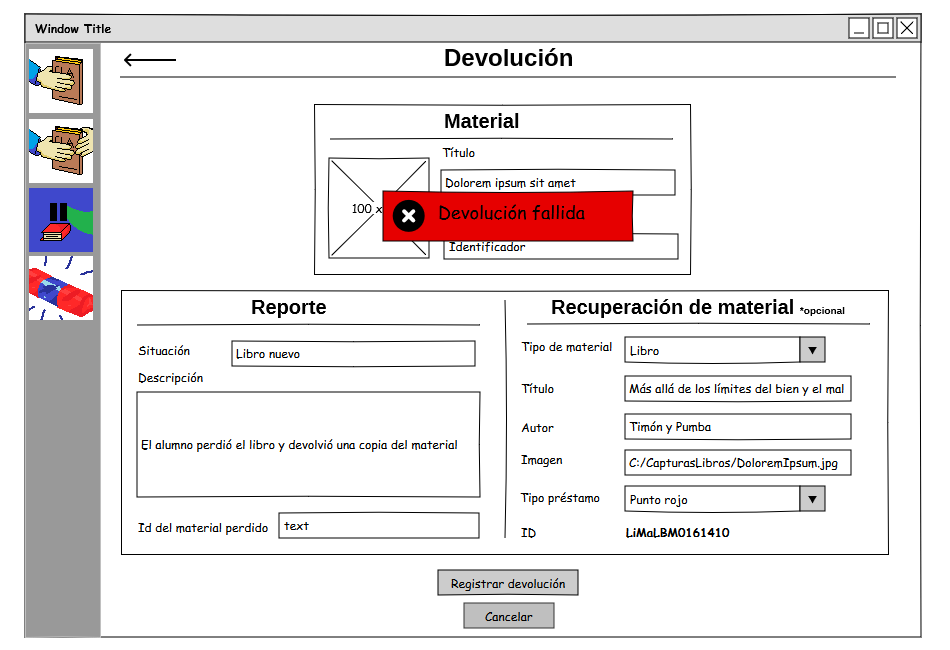 Window Title
Devolución
Material
Título
Dolorem ipsum sit amet
100 x
Devolución fallida
Identificador
Reporte
Situación
Libro nuevo
Descripción
El alumno perdió el libro y devolvió una copia del material
Id del material perdido
text
Recuperación de material *opcional
Tipo de material
Libro
Título
Más allá de los límites del bien y el mal
Autor
Timón y Pumba
Imagen
C:/CapturasLibros/DoloremIpsum.jpg
Tipo préstamo
Punto rojo
ID
LiMaLBM0161410
Registrar devolución
Cancelar